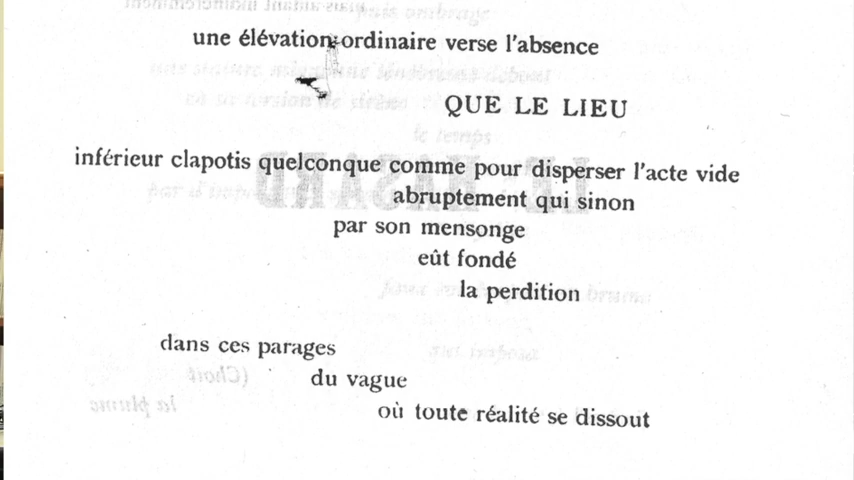 une élévation ordinaire verse l'absence
QUE LE LIEU
inférieur clapotis quelconque comme pour disperser l'acte vide
abruptement qui sinon
par son mensonge
eût fondé
la perdition
dans ces parages
du vague
où toute réalité se dissout